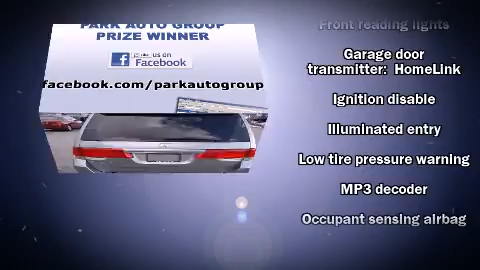 PARK AUTO GROUP
PRIZE WINNER
Like us on
Facebook
facebook.com/parkautogroup
Front reading lights
Garage door
transmitter: HomeLink
Ignition disable
Illuminated entry
Low tire pressure warning
MP3 decoder
Occupant sensing airbag